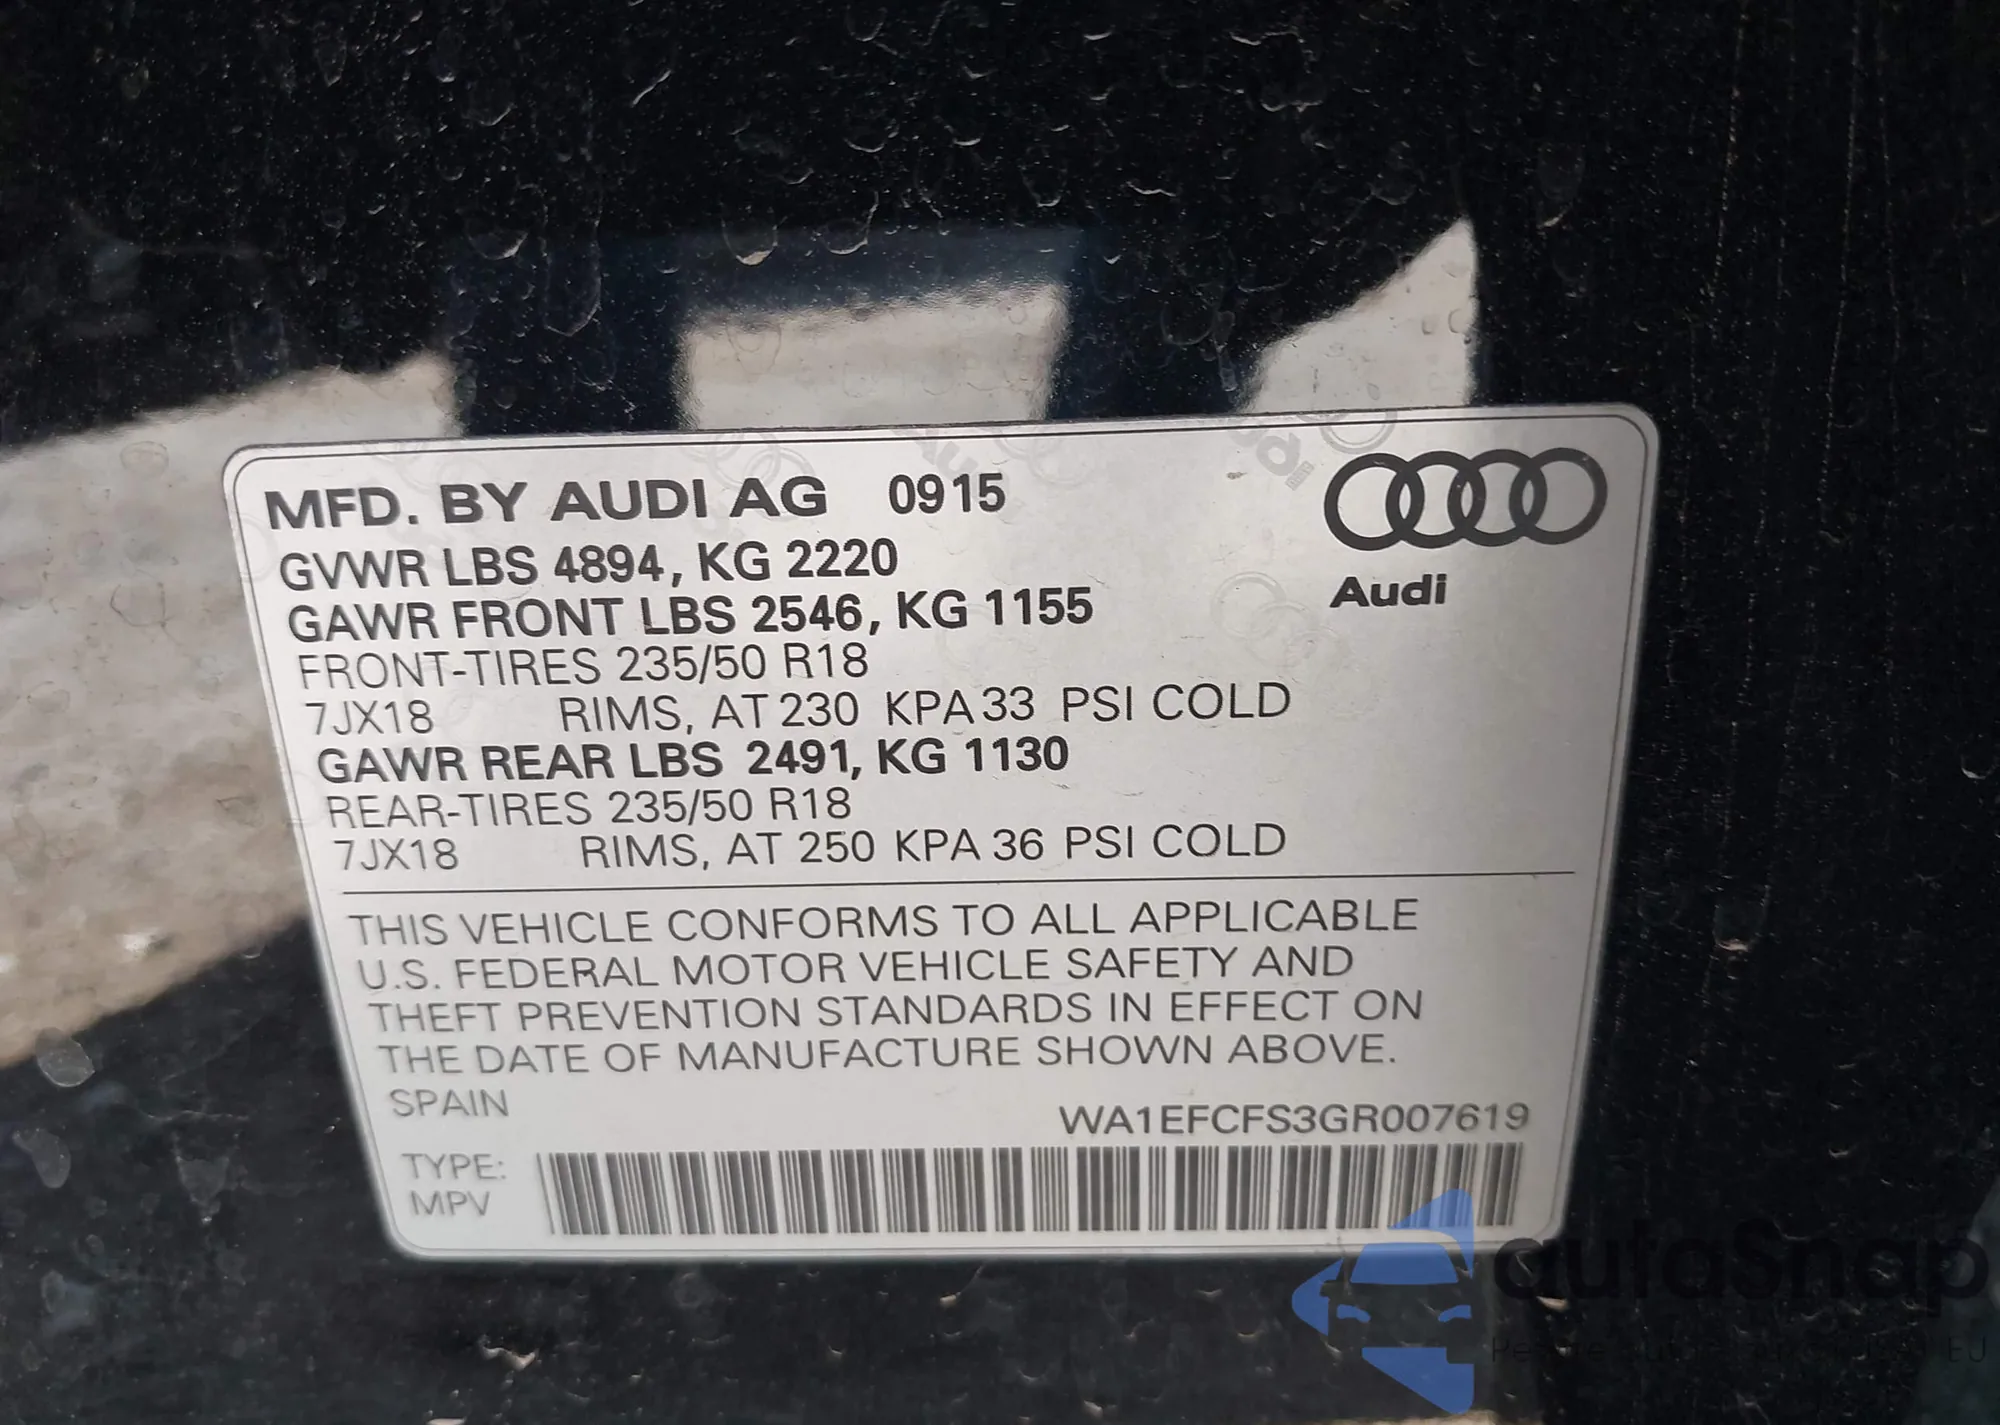 MFD. BY AUDI AG 0915
GVWR LBS 4894, KG 2220
GAWR FRONT LBS 2546, KG 1155
Audi
FRONT-TIRES 235/50 R18
7JX18 RIMS, AT 230 KPA 33 PSI COLD
GAWR REAR LBS 2491, KG 1130
REAR-TIRES 235/50 R18
7JX18 RIMS, AT 250 KPA 36 PSI COLD
THIS VEHICLE CONFORMS TO ALL APPLICABLE
U.S. FEDERAL MOTOR VEHICLE SAFETY AND
THEFT PREVENTION STANDARDS IN EFFECT ON
THE DATE OF MANUFACTURE SHOWN ABOVE.
SPAIN
WA1EFCFS3GR007619
TYPE:
MPV
autaSnap
EU